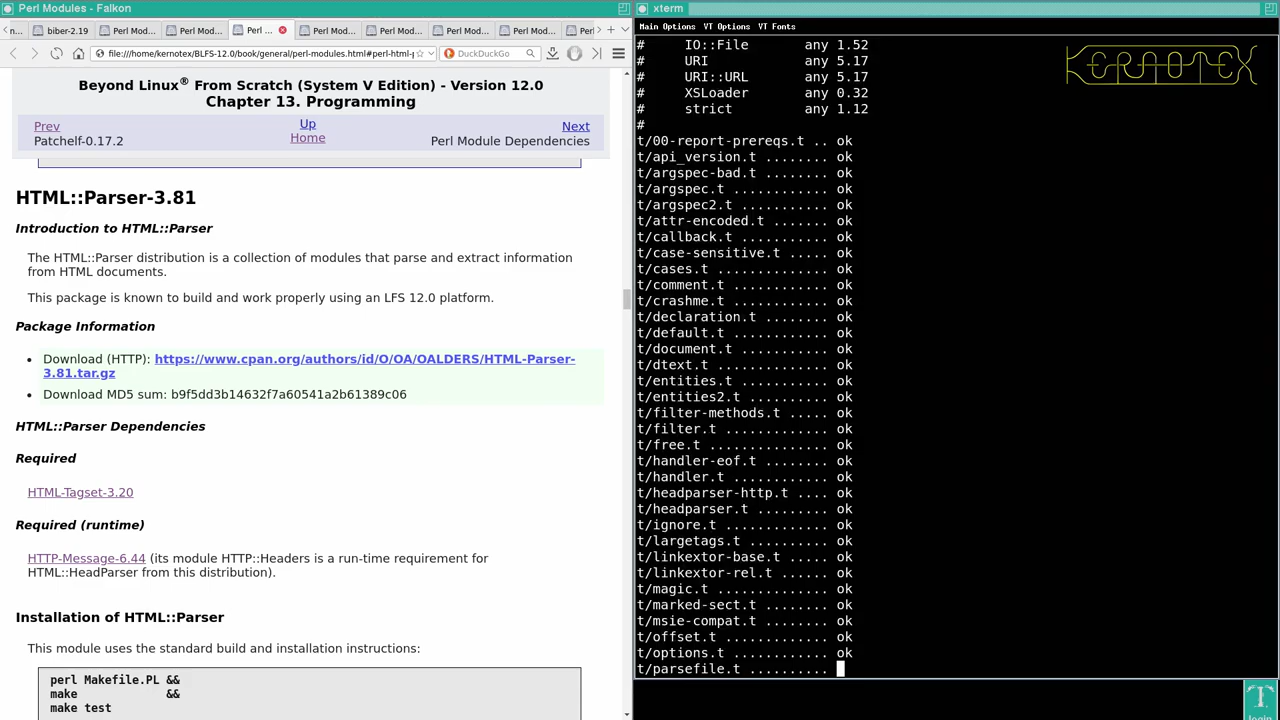 Perl Modules - Falkon
n...
biber-2.19
Perl Mod...
Perl Mod...
Perl ...
Perl Mod...
Perl Mod...
Perl Mod...
Perl Mod...
Perl
file:///home/kernotex/BLFS-12.0/book/general/perl-modules.html#perl-html-p
DuckDuckGo
Beyond Linux® From Scratch (System V Edition) - Version 12.0
Chapter 13. Programming
Prev
Up
Next
Patchelf-0.17.2
Home
Perl Module Dependencies
HTML::Parser-3.81
Introduction to HTML::Parser
The HTML::Parser distribution is a collection of modules that parse and extract information
from HTML documents.
This package is known to build and work properly using an LFS 12.0 platform.
Package Information
• Download (HTTP): https://www.cpan.org/authors/id/O/OA/OALDERS/HTML-Parser-
3.81.tar.gz
• Download MD5 sum: b9f5dd3b14632f7a60541a2b61389c06
HTML::Parser Dependencies
Required
HTML-Tagset-3.20
Required (runtime)
HTTP-Message-6.44 (its module HTTP::Headers is a run-time requirement for
HTML::HeadParser from this distribution).
Installation of HTML::Parser
This module uses the standard build and installation instructions:
perl Makefile.PL &&
make             &&
make test
xterm
Main Options  VT Options  VT Fonts
KERNOTEX
#     IO::File       any 1.52
#     URI            any 5.17
#     URI::URL       any 5.17
#     XSLoader       any 0.32
#     strict         any 1.12
#
t/00-report-prereqs.t .. ok
t/api_version.t ........ ok
t/argspec-bad.t ........ ok
t/argspec.t ............ ok
t/argspec2.t ........... ok
t/attr-encoded.t ....... ok
t/callback.t ........... ok
t/case-sensitive.t ..... ok
t/cases.t .............. ok
t/comment.t ............ ok
t/crashme.t ............ ok
t/declaration.t ........ ok
t/default.t ............ ok
t/document.t ........... ok
t/dtext.t .............. ok
t/entities.t ........... ok
t/entities2.t .......... ok
t/filter-methods.t ..... ok
t/filter.t ............. ok
t/free.t ............... ok
t/handler-eof.t ........ ok
t/handler.t ............ ok
t/headparser-http.t .... ok
t/headparser.t ......... ok
t/ignore.t ............. ok
t/largetags.t .......... ok
t/linkextor-base.t ..... ok
t/linkextor-rel.t ...... ok
t/magic.t .............. ok
t/marked-sect.t ........ ok
t/msie-compat.t ........ ok
t/offset.t ............. ok
t/options.t ............ ok
t/parsefile.t ..........
login